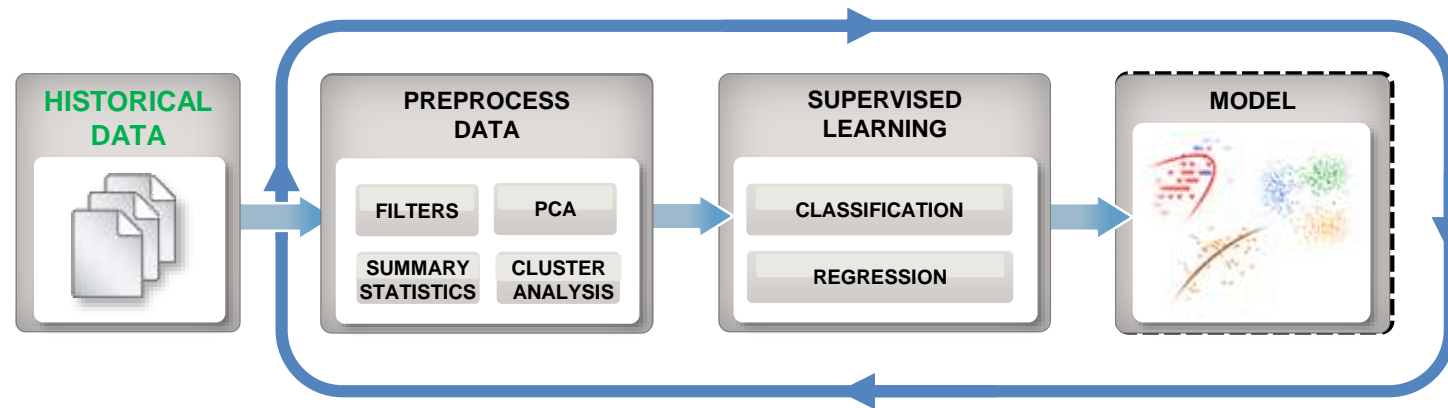 HISTORICAL
DATA
PREPROCESS
DATA
FILTERS
PCA
SUMMARY
STATISTICS
CLUSTER
ANALYSIS
SUPERVISED
LEARNING
CLASSIFICATION
REGRESSION
MODEL